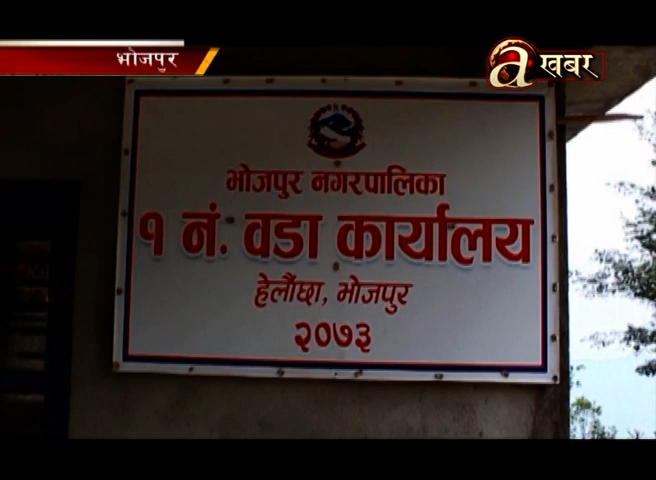 भोजपुर
a खबर
भोजपुर नगरपालिका
१ नं. वडा कार्यालय
हेलौंछा, भोजपुर
२०७३